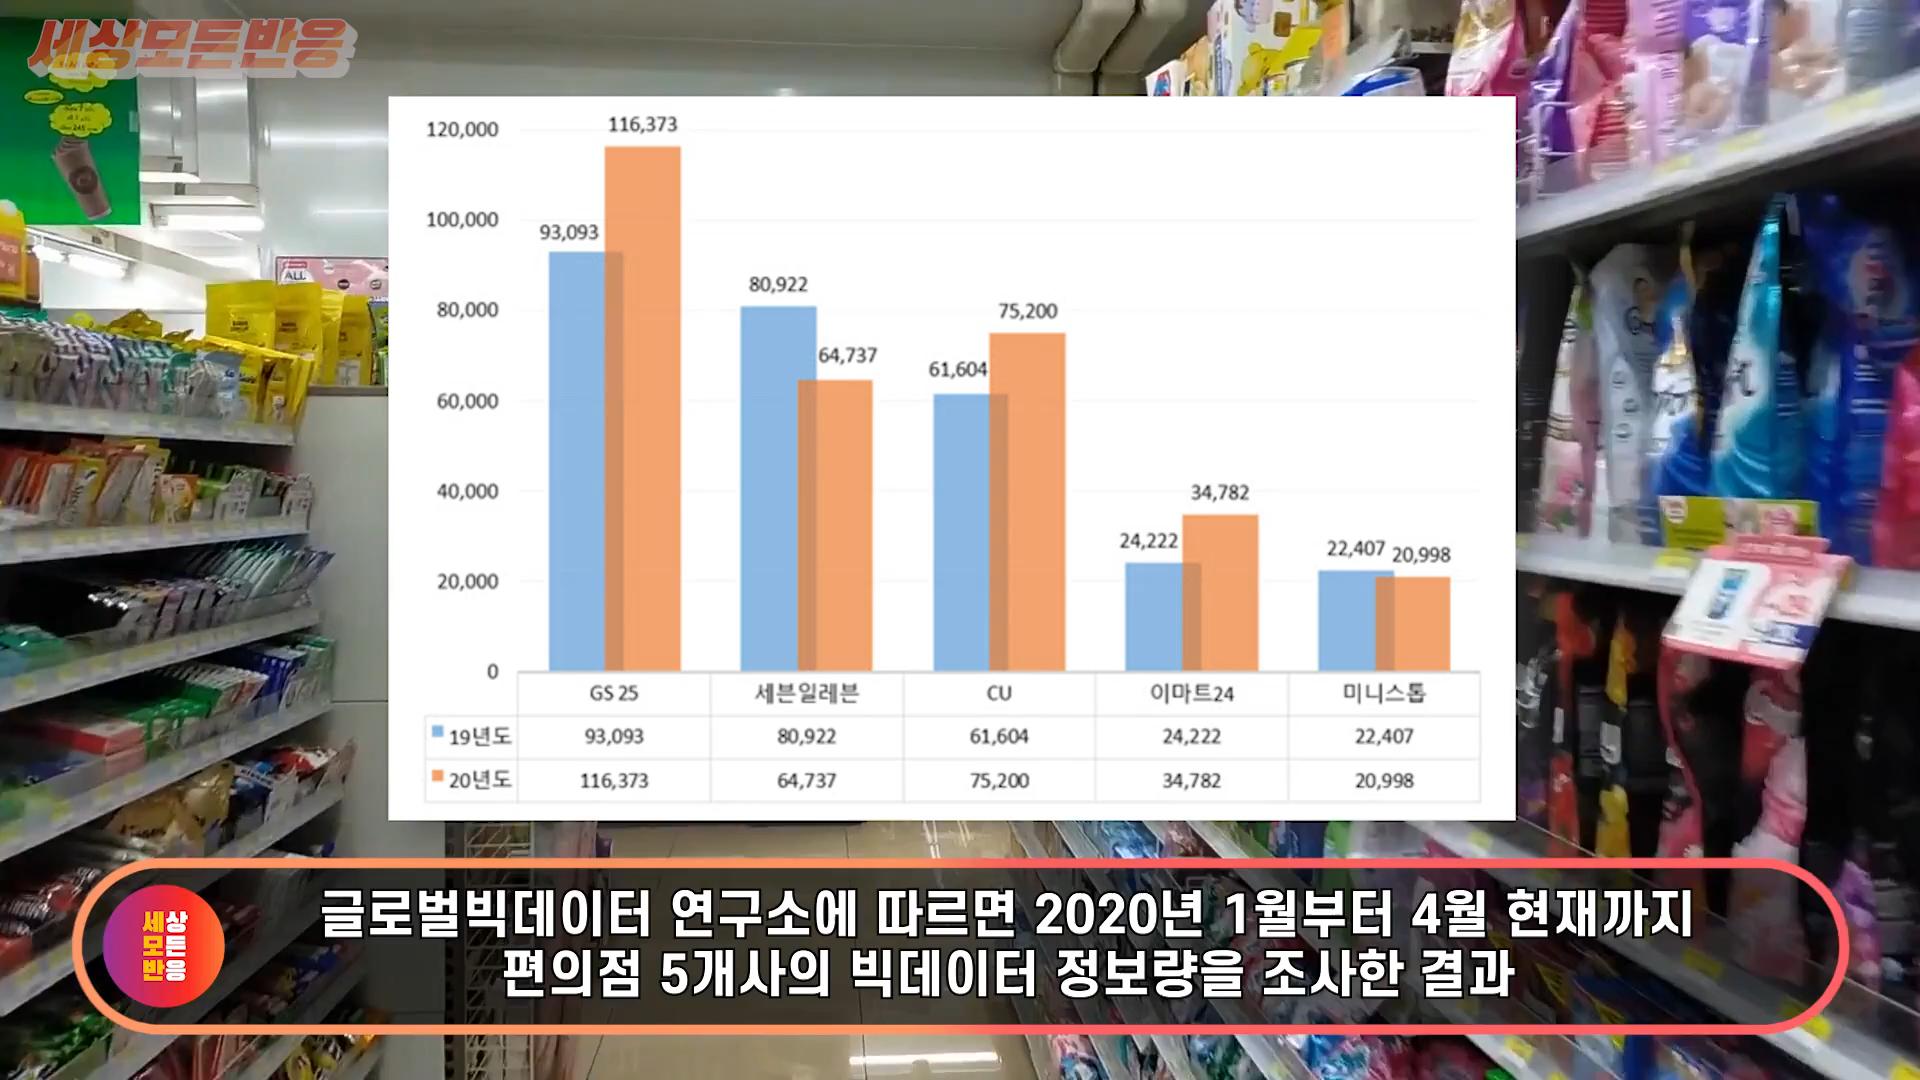 세상모든반응
ALL
120,000
100,000
80,000
60,000
40,000
20,000
0
93,093
116,373
80,922
64,737
61,604
75,200
24,222
34,782
22,407
20,998
GS 25 세븐일레븐 CU 이마트24 미니스톱
19년도 93,093 80,922 61,604 24,222 22,407
20년도 116,373 64,737 75,200 34,782 20,998
세상
모든
반응
글로벌빅데이터 연구소에 따르면 2020년 1월부터 4월 현재까지
편의점 5개사의 빅데이터 정보량을 조사한 결과